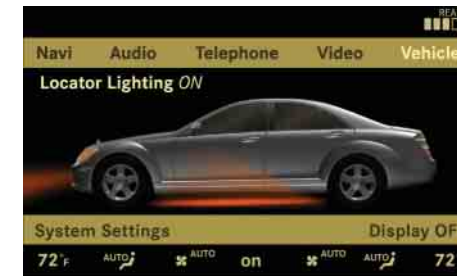 REA
Navi Audio Telephone Video Vehicle
Locator Lighting ON
System Settings Display OF
72°F AUTO AUTO on AUTO AUTO 72